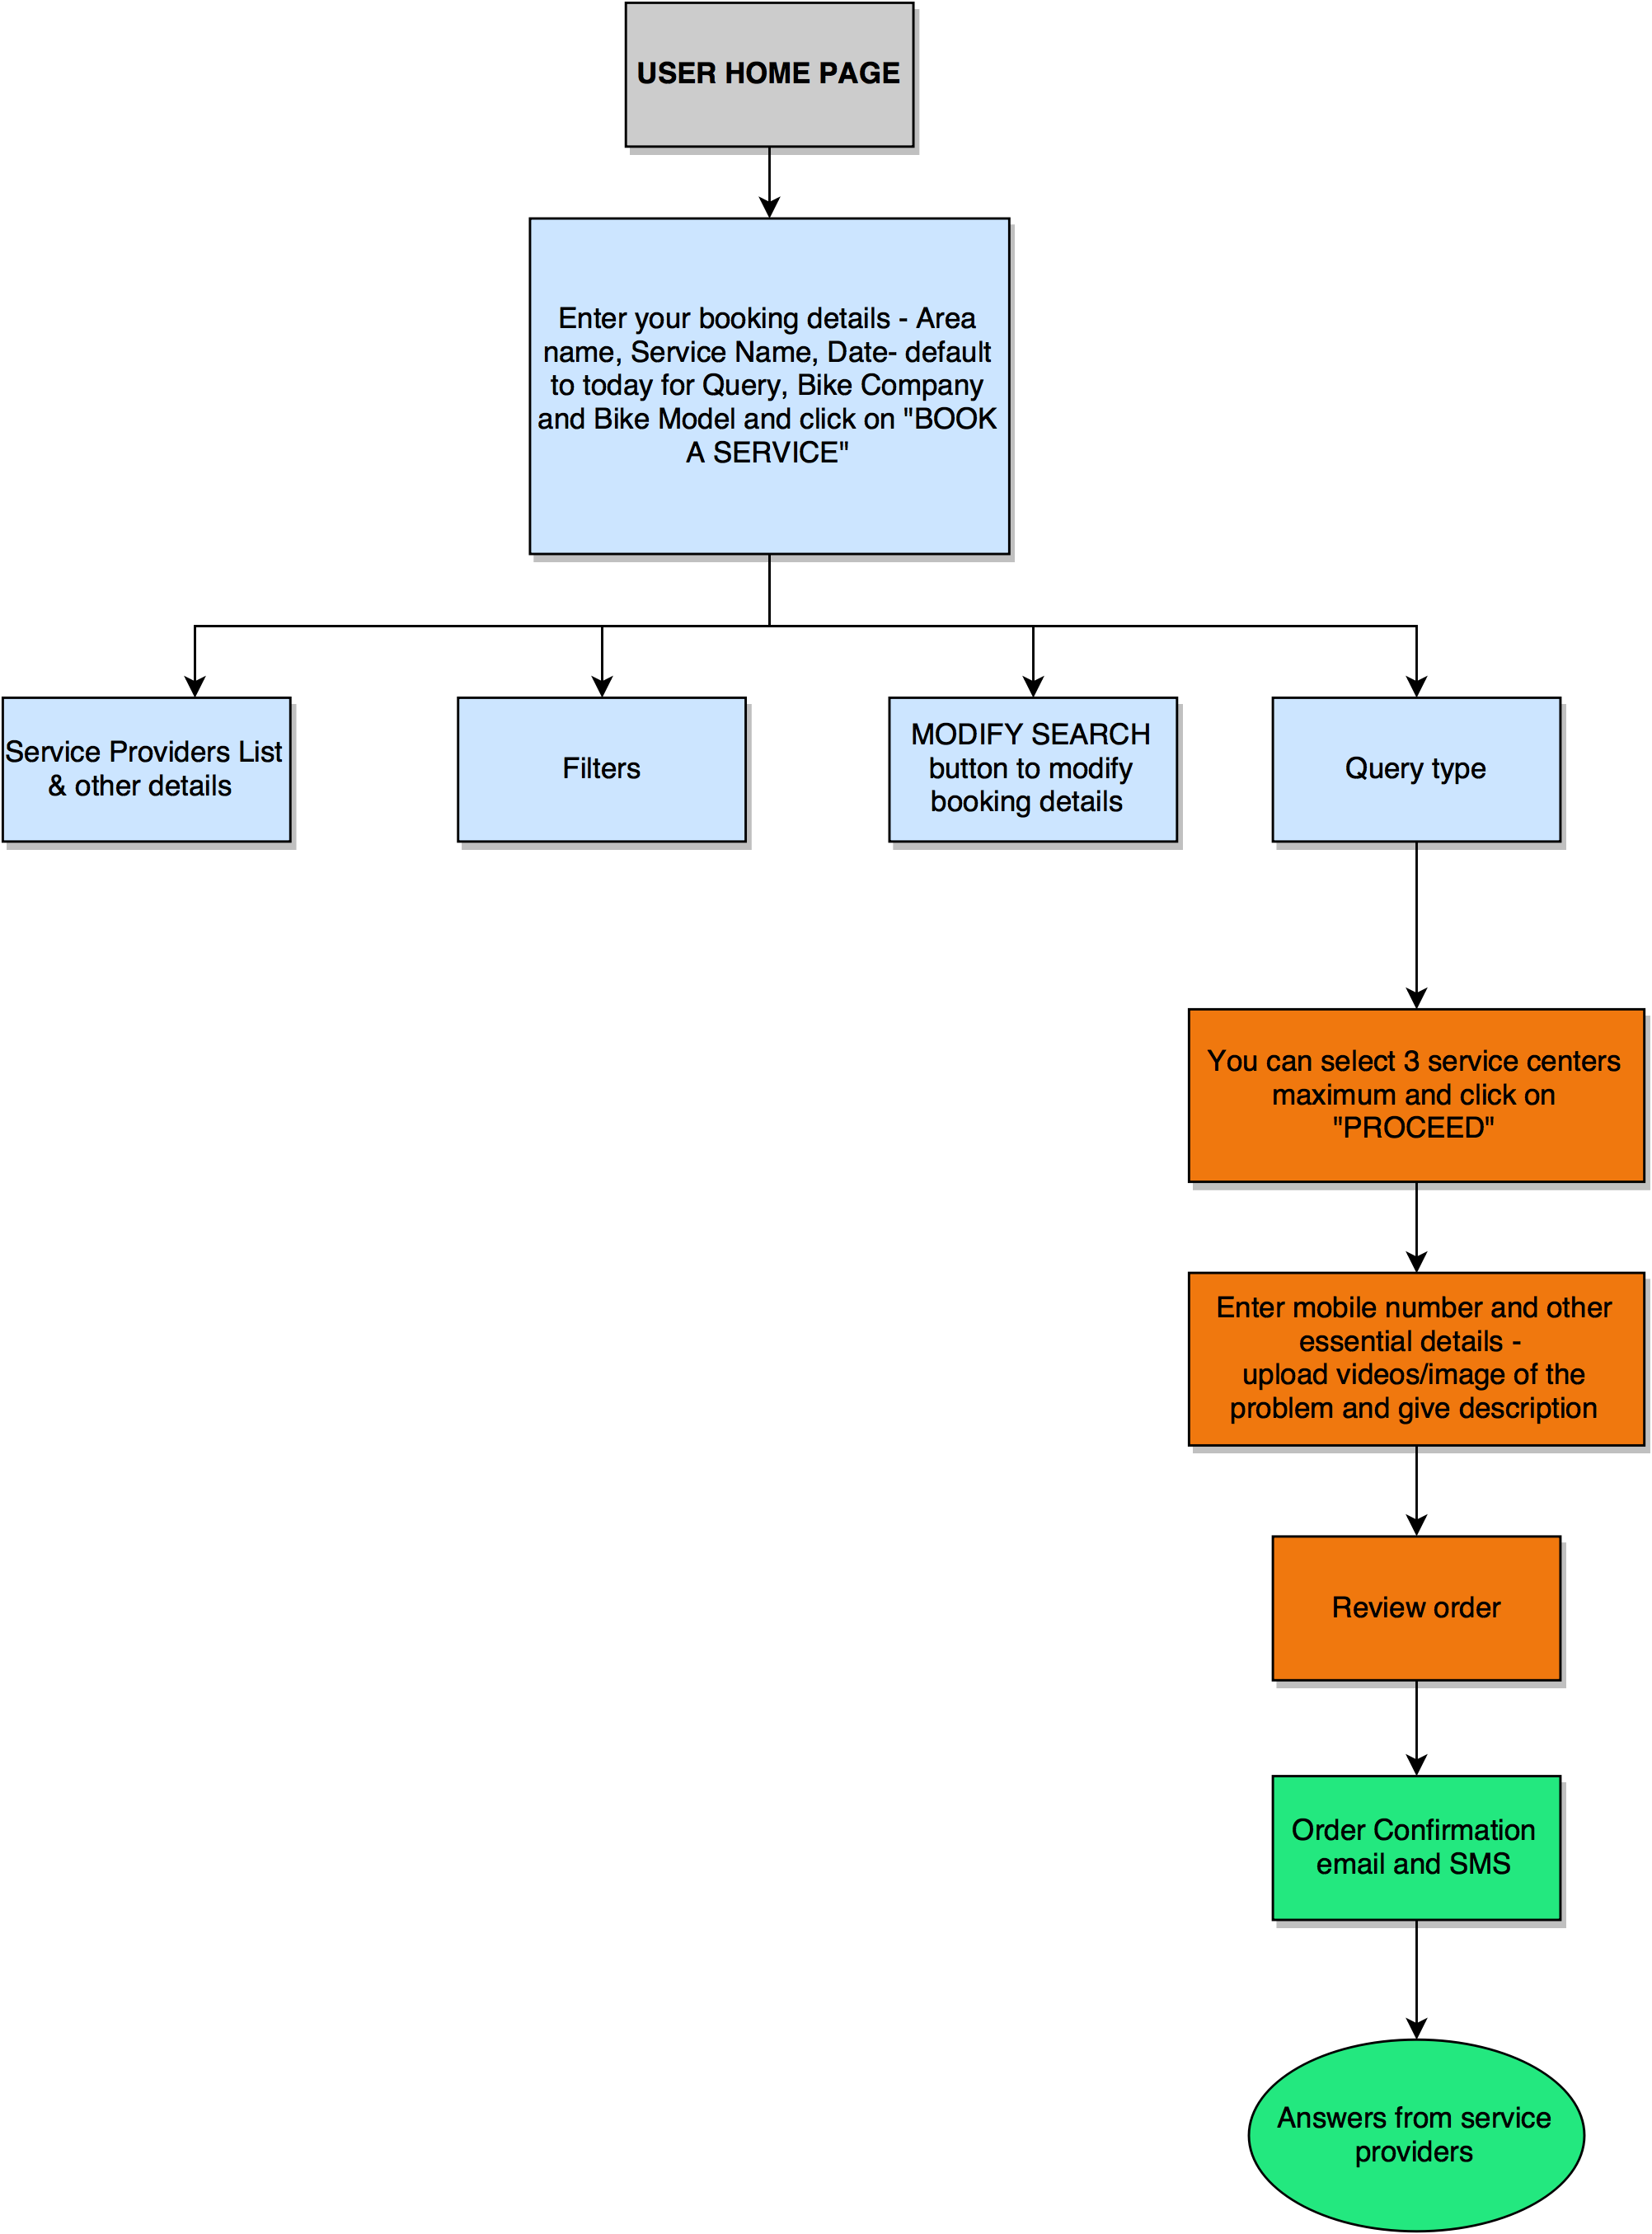 USER HOME PAGE
Enter your booking details - Area
name, Service Name, Date- default
to today for Query, Bike Company
and Bike Model and click on "BOOK
A SERVICE"
Service Providers List
& other details
Filters
MODIFY SEARCH
button to modify
booking details
Query type
You can select 3 service centers
maximum and click on
"PROCEED"
Enter mobile number and other
essential details -
upload videos/image of the
problem and give description
Review order
Order Confirmation
email and SMS
Answers from service
providers